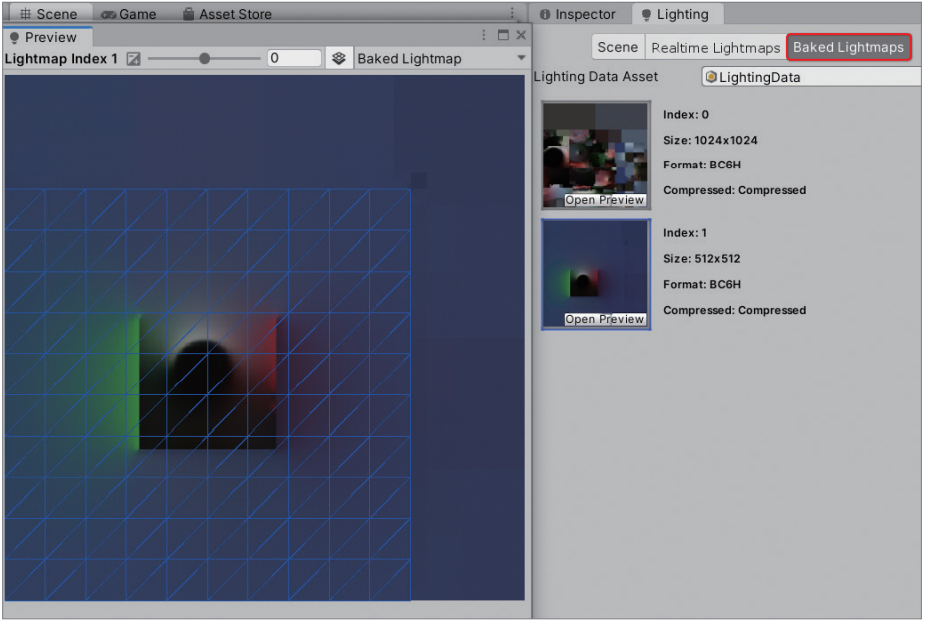 Scene Game Asset Store
Preview
Lightmap Index 1 0 Baked Lightmap
Inspector Lighting
Scene Realtime Lightmaps Baked Lightmaps
Lighting Data Asset LightingData
Index: 0
Size: 1024x1024
Format: BC6H
Compressed: Compressed
Open Preview
Index: 1
Size: 512x512
Format: BC6H
Compressed: Compressed
Open Preview